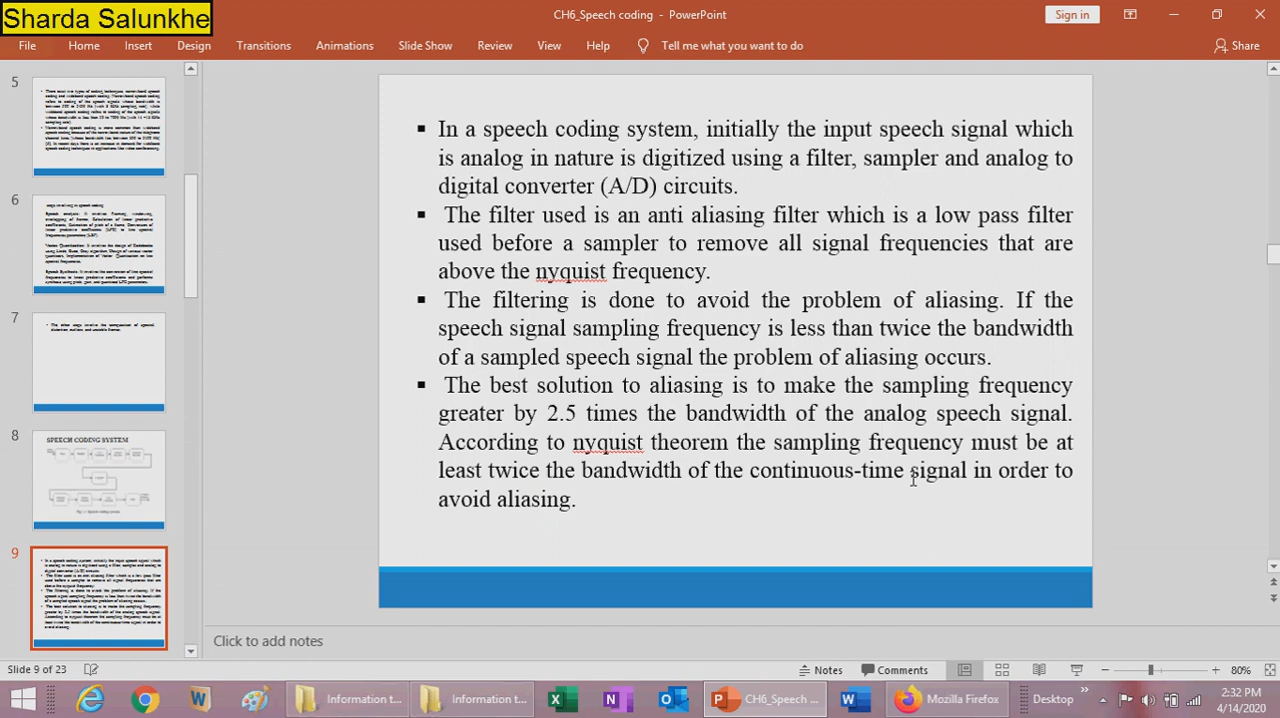 Sharda Salunkhe
CH6_Speech coding - PowerPoint
Sign in
File Home Insert Design Transitions Animations Slide Show Review View Help Tell me what you want to do Share
5
6
7
8
SPEECH CODING SYSTEM
9
▪ In a speech coding system, initially the input speech signal which
is analog in nature is digitized using a filter, sampler and analog to
digital converter (A/D) circuits.
▪ The filter used is an anti aliasing filter which is a low pass filter
used before a sampler to remove all signal frequencies that are
above the nyquist frequency.
▪ The filtering is done to avoid the problem of aliasing. If the
speech signal sampling frequency is less than twice the bandwidth
of a sampled speech signal the problem of aliasing occurs.
▪ The best solution to aliasing is to make the sampling frequency
greater by 2.5 times the bandwidth of the analog speech signal.
According to nyquist theorem the sampling frequency must be at
least twice the bandwidth of the continuous-time signal in order to
avoid aliasing.
Click to add notes
Slide 9 of 23 Notes Comments 80%
Information t... Information t... CH6_Speech ... Mozilla Firefox Desktop
2:32 PM
4/14/2020